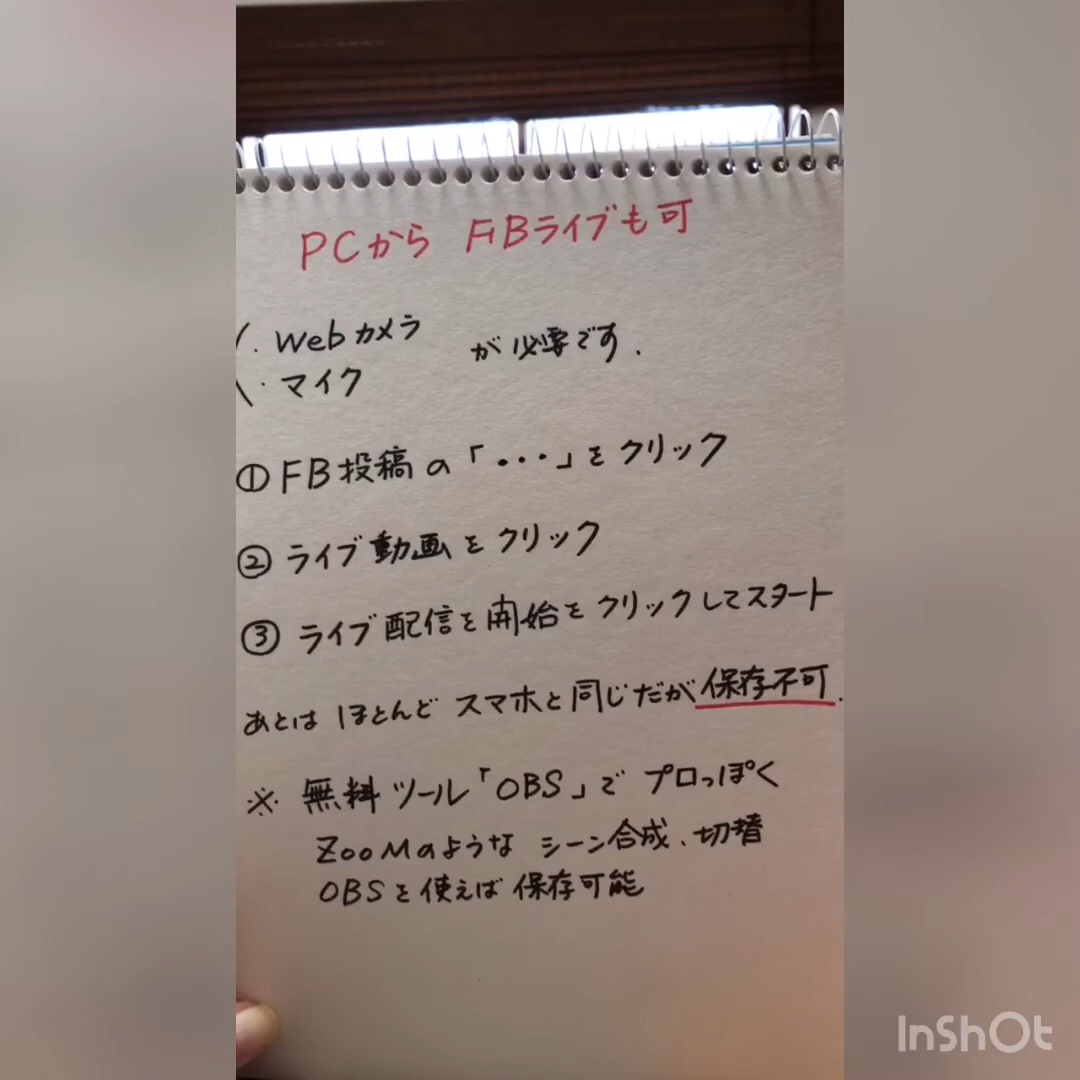 PCから FBライブも可
・Webカメラ
・マイク
が必要です.
① FB投稿の「・・・」をクリック
② ライブ動画をクリック
③ ライブ配信を開始をクリックしてスタート
あとは ほとんど スマホと同じだが保存不可.
※ 無料ツール「OBS」で プロっぽく
ZOOMのような シーン合成、切替
OBSを使えば 保存可能
InShOt